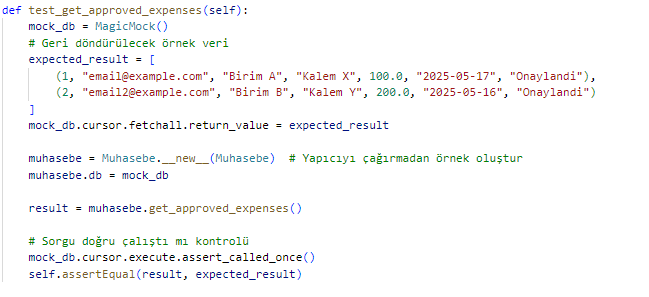 def test_get_approved_expenses(self):
    mock_db = MagicMock()
    # Geri döndürülecek örnek veri
    expected_result = [
        (1, "email@example.com", "Birim A", "Kalem X", 100.0, "2025-05-17", "Onaylandi"),
        (2, "email2@example.com", "Birim B", "Kalem Y", 200.0, "2025-05-16", "Onaylandi")
    ]
    mock_db.cursor.fetchall.return_value = expected_result

    muhasebe = Muhasebe.__new__(Muhasebe)  # Yapıcıyı çağırmadan örnek oluştur
    muhasebe.db = mock_db

    result = muhasebe.get_approved_expenses()

    # Sorgu doğru çalıştı mı kontrolü
    mock_db.cursor.execute.assert_called_once()
    self.assertEqual(result, expected_result)